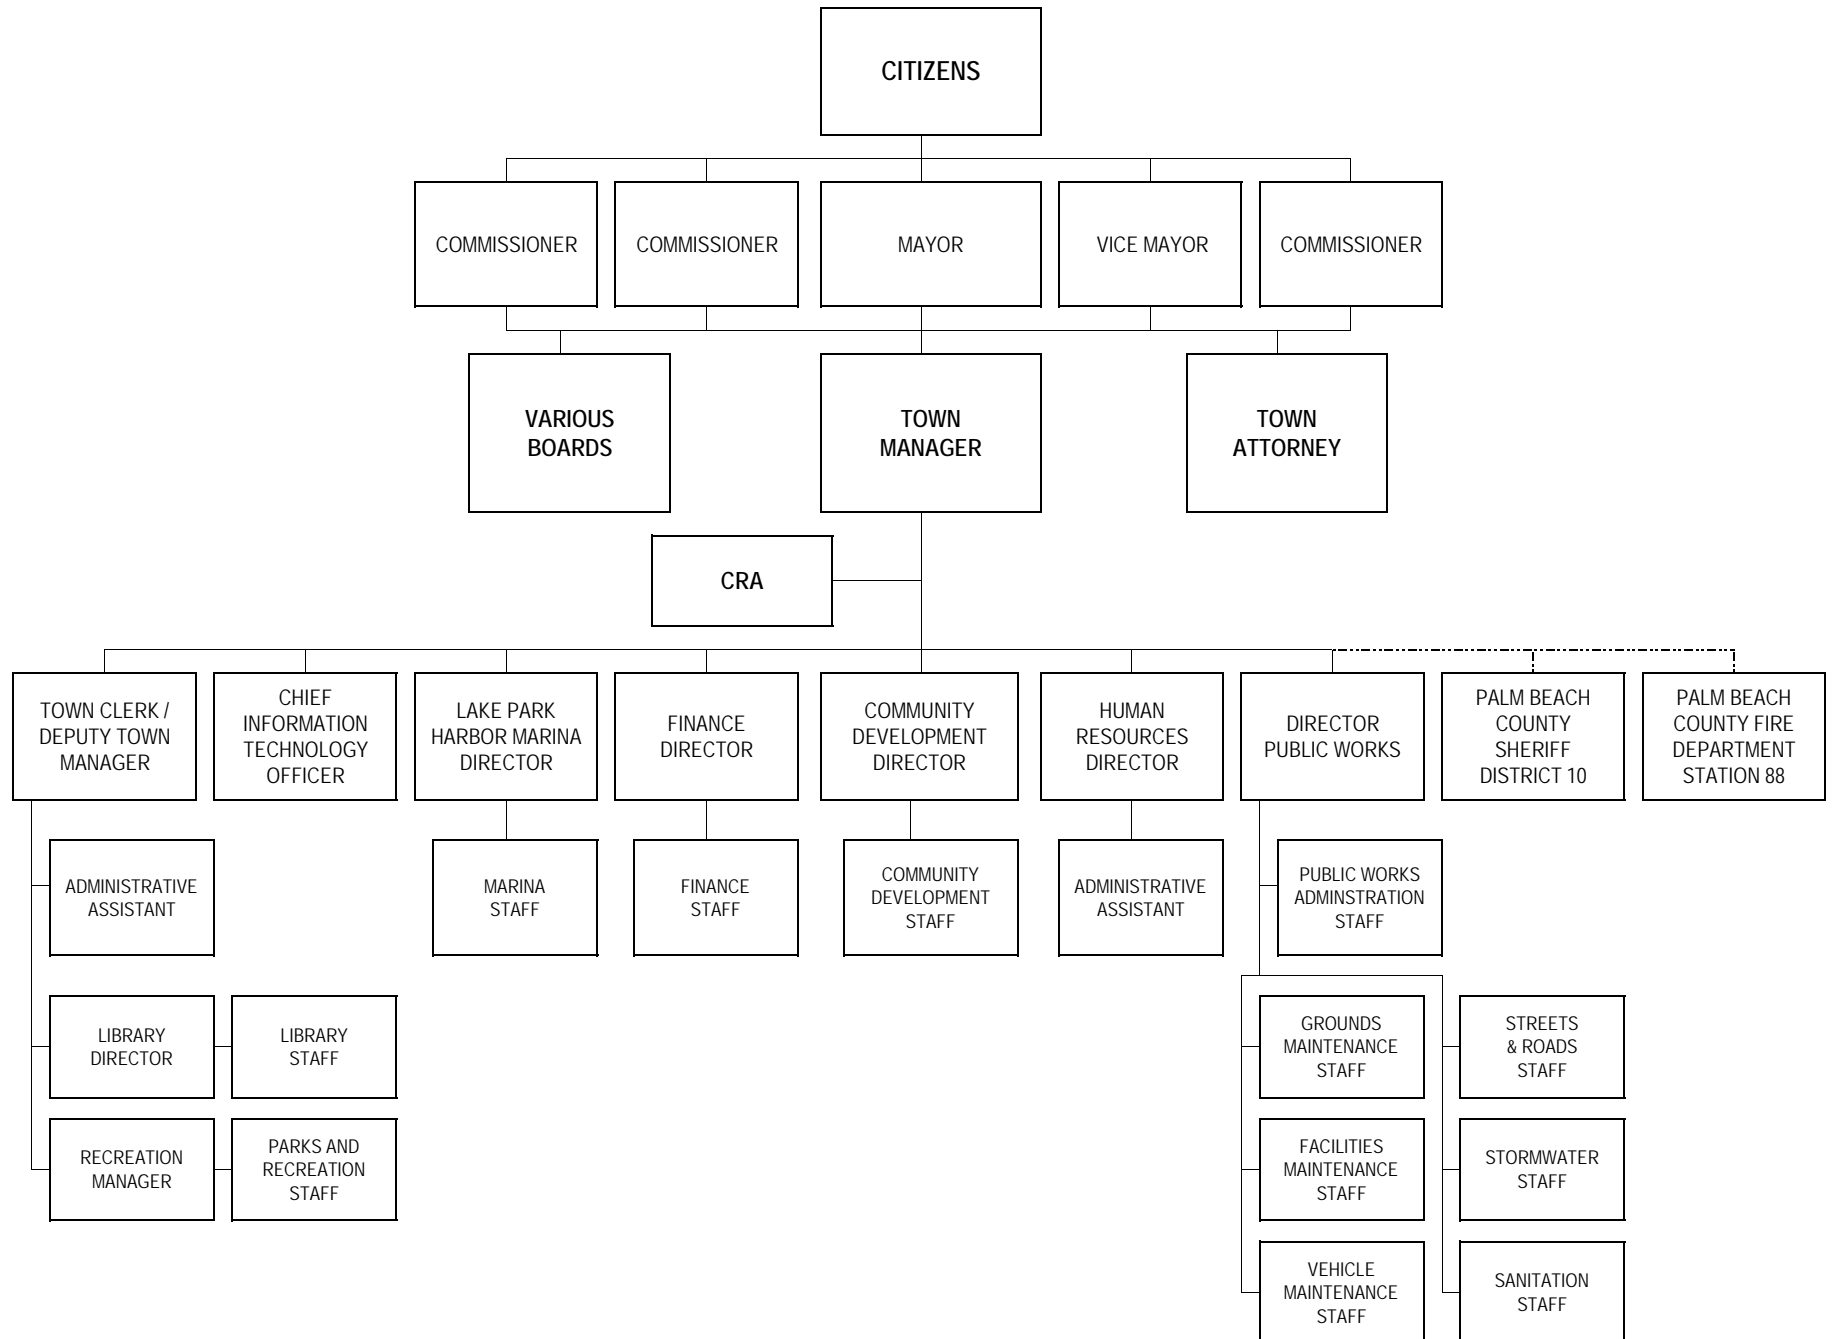 CITIZENS
COMMISSIONER
COMMISSIONER
MAYOR
VICE MAYOR
COMMISSIONER
VARIOUS
BOARDS
TOWN
MANAGER
TOWN
ATTORNEY
CRA
TOWN CLERK /
DEPUTY TOWN
MANAGER
CHIEF
INFORMATION
TECHNOLOGY
OFFICER
LAKE PARK
HARBOR MARINA
DIRECTOR
FINANCE
DIRECTOR
COMMUNITY
DEVELOPMENT
DIRECTOR
HUMAN
RESOURCES
DIRECTOR
DIRECTOR
PUBLIC WORKS
PALM BEACH
COUNTY
SHERIFF
DISTRICT 10
PALM BEACH
COUNTY FIRE
DEPARTMENT
STATION 88
ADMINISTRATIVE
ASSISTANT
MARINA
STAFF
FINANCE
STAFF
COMMUNITY
DEVELOPMENT
STAFF
ADMINISTRATIVE
ASSISTANT
PUBLIC WORKS
ADMINSTRATION
STAFF
LIBRARY
DIRECTOR
LIBRARY
STAFF
GROUNDS
MAINTENANCE
STAFF
STREETS
& ROADS
STAFF
RECREATION
MANAGER
PARKS AND
RECREATION
STAFF
FACILITIES
MAINTENANCE
STAFF
STORMWATER
STAFF
VEHICLE
MAINTENANCE
STAFF
SANITATION
STAFF